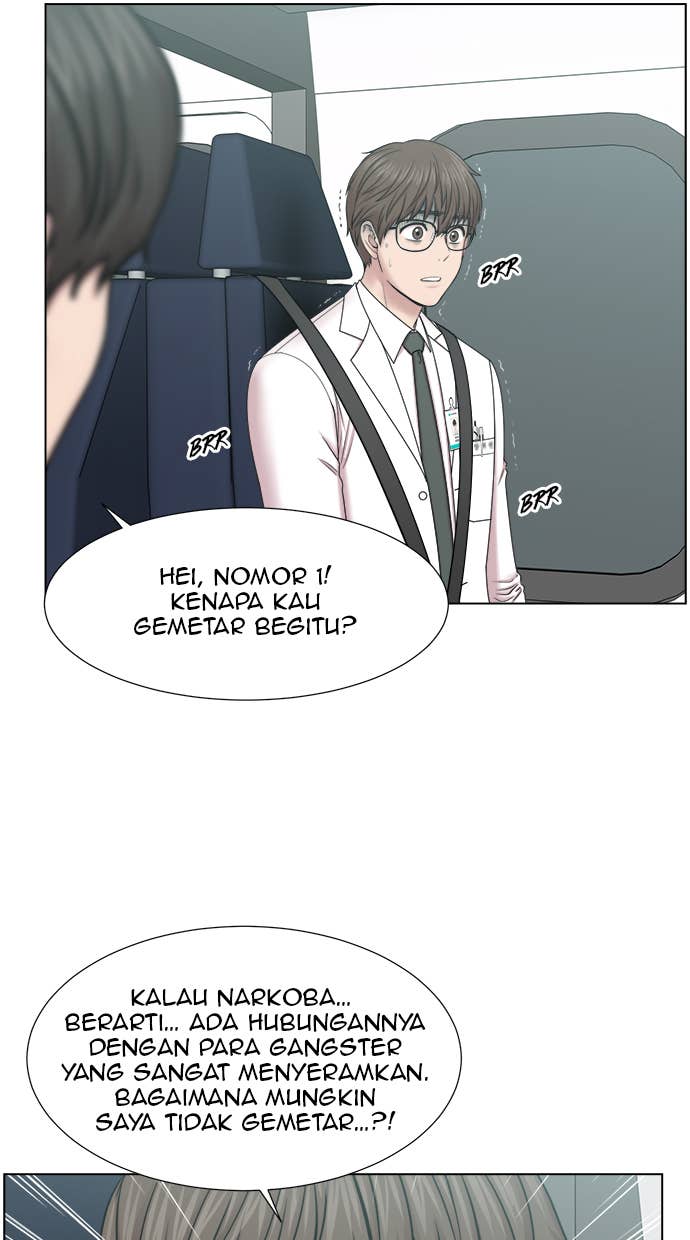 BRR
BRR
BRR
HEI, NOMOR 1!
KENAPA KAU
GEMETAR BEGITU?
KALAU NARKOBA...
BERARTI... ADA HUBUNGANNYA
DENGAN PARA GANGSTER
YANG SANGAT MENYERAMKAN.
BAGAIMANA MUNGKIN
SAYA TIDAK GEMETAR...?!